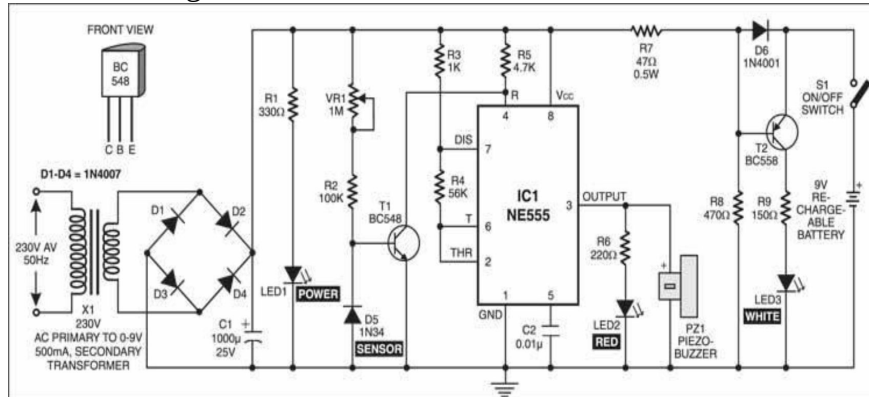 FRONT VIEW
BC
548
C B E
D1-D4 = 1N4007
230V AV
50Hz
X1
230V
AC PRIMARY TO 0-9V
500mA, SECONDARY
TRANSFORMER
D1
D2
D3
D4
C1
1000µ
25V
+
R1
330Ω
LED1
POWER
VR1
1M
R2
100K
D5
1N34
SENSOR
T1
BC548
R3
1K
R4
56K
R5
4.7K
R
4
Vcc
8
DIS
7
T
6
THR
2
IC1
NE555
OUTPUT
3
1
GND
5
C2
0.01µ
R6
220Ω
LED2
RED
+
PZ1
PIEZO-
BUZZER
R7
47Ω
0.5W
D6
1N4001
T2
BC558
R8
470Ω
R9
150Ω
LED3
WHITE
S1
ON/OFF
SWITCH
9V
RE-
CHARGE-
ABLE
BATTERY
+